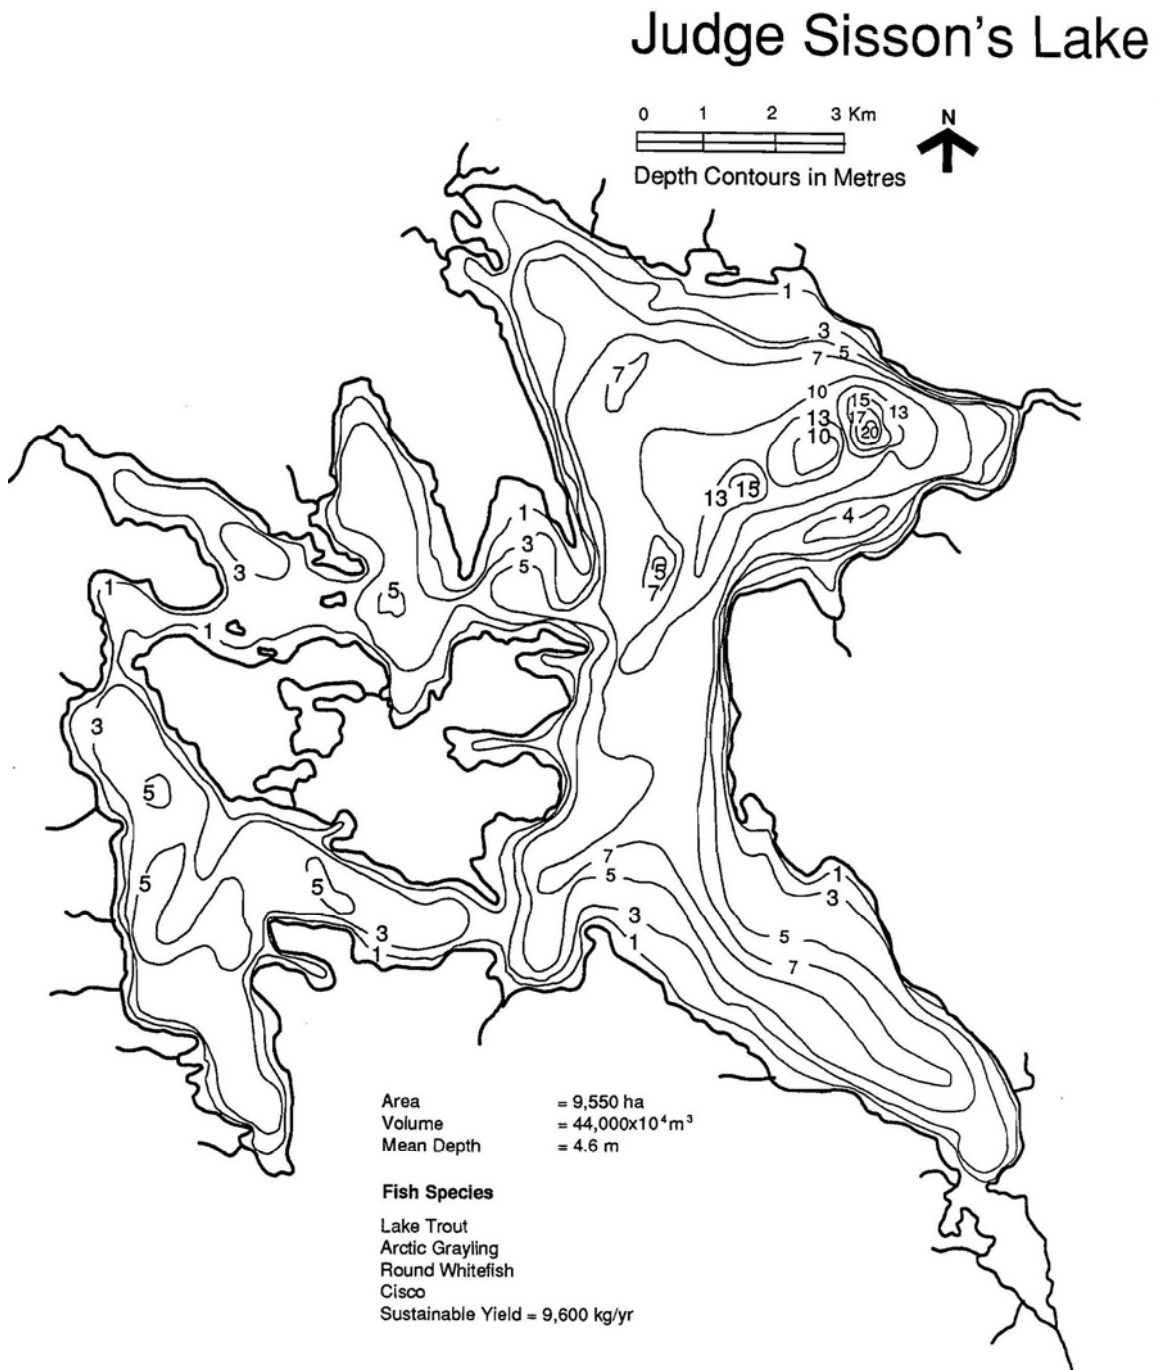 Judge Sisson's Lake
0 1 2 3 Km
N
Depth Contours in Metres
1
3
7 5
7
10
15
13 17 13
10 20
13 15
4
1
3
5
5
7
3
5
1
1
3
5
5
5
3
1
7
5
3
1
1
3
5
7
Area = 9,550 ha
Volume = 44,000x10⁴m³
Mean Depth = 4.6 m
Fish Species
Lake Trout
Arctic Grayling
Round Whitefish
Cisco
Sustainable Yield = 9,600 kg/yr